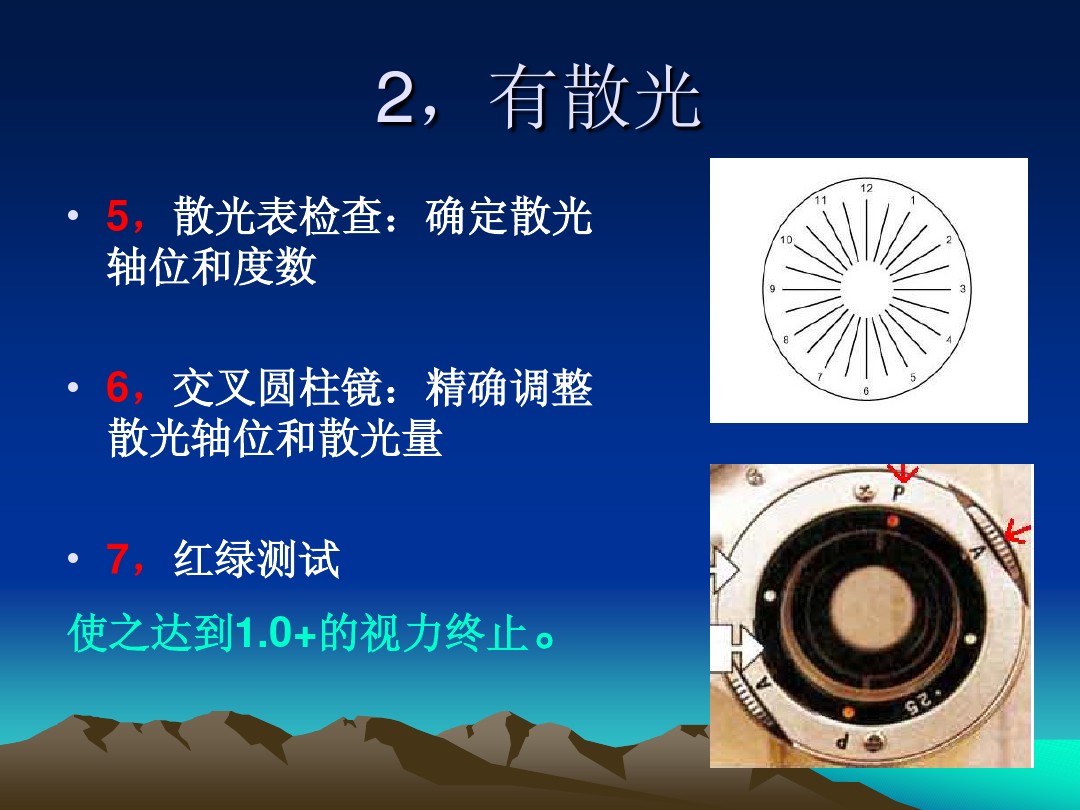 2，有散光
• 5，散光表检查：确定散光
轴位和度数
• 6，交叉圆柱镜：精确调整
散光轴位和散光量
• 7，红绿测试
使之达到1.0+的视力终止。
12
11
1
10
2
9
3
8
4
7
5
6
P
A
A
.25
P